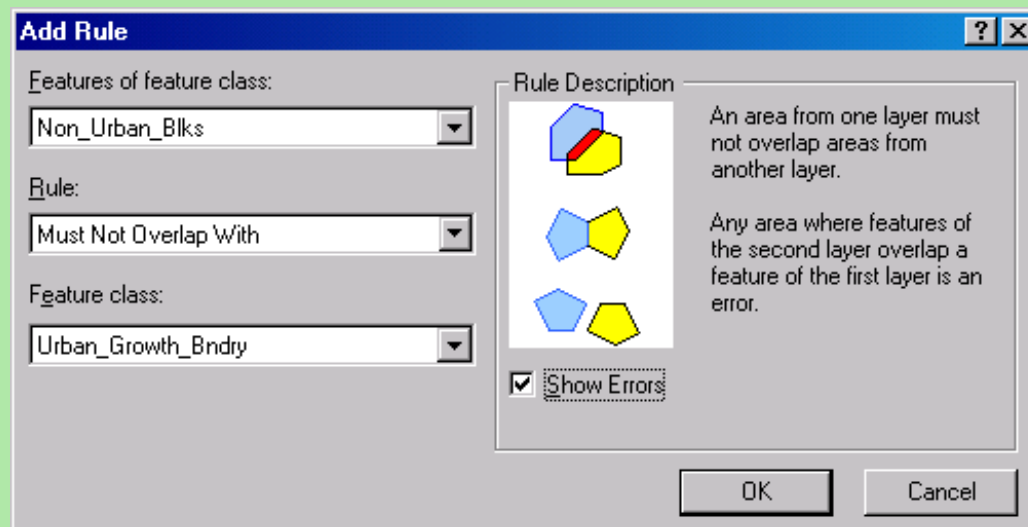 Add Rule
Features of feature class:
Non_Urban_Blks
Rule:
Must Not Overlap With
Feature class:
Urban_Growth_Bndry
Rule Description
An area from one layer must
not overlap areas from
another layer.
Any area where features of
the second layer overlap a
feature of the first layer is an
error.
Show Errors
OK
Cancel